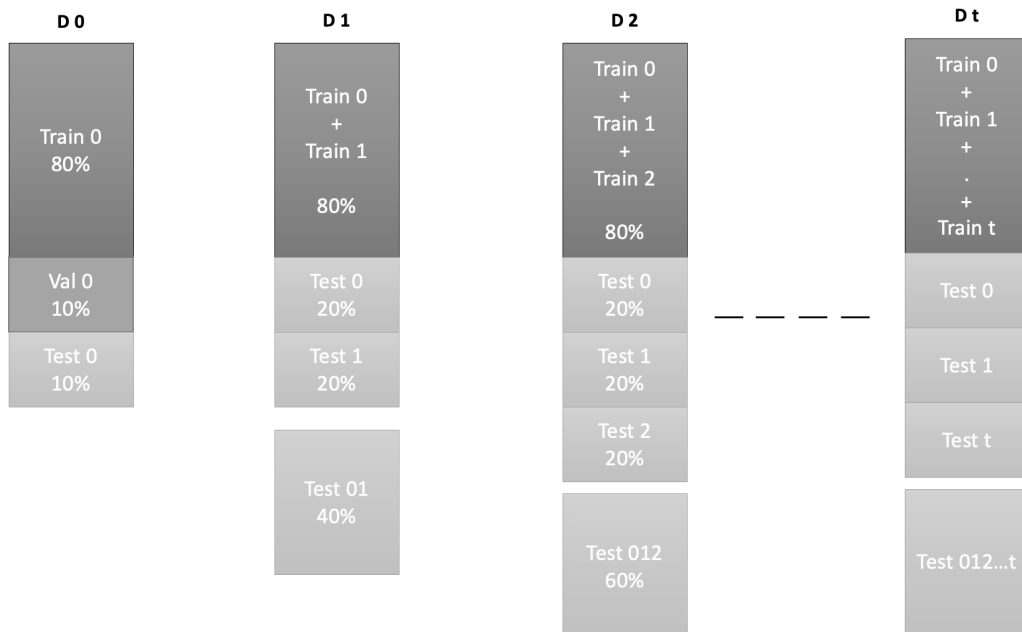 D 0
Train 0
80%
Val 0
10%
Test 0
10%
D 1
Train 0
+
Train 1
80%
Test 0
20%
Test 1
20%
Test 01
40%
D 2
Train 0
+
Train 1
+
Train 2
80%
Test 0
20%
Test 1
20%
Test 2
20%
Test 012
60%
D t
Train 0
+
Train 1
+
.
+
Train t
Test 0
Test 1
Test t
Test 012...t